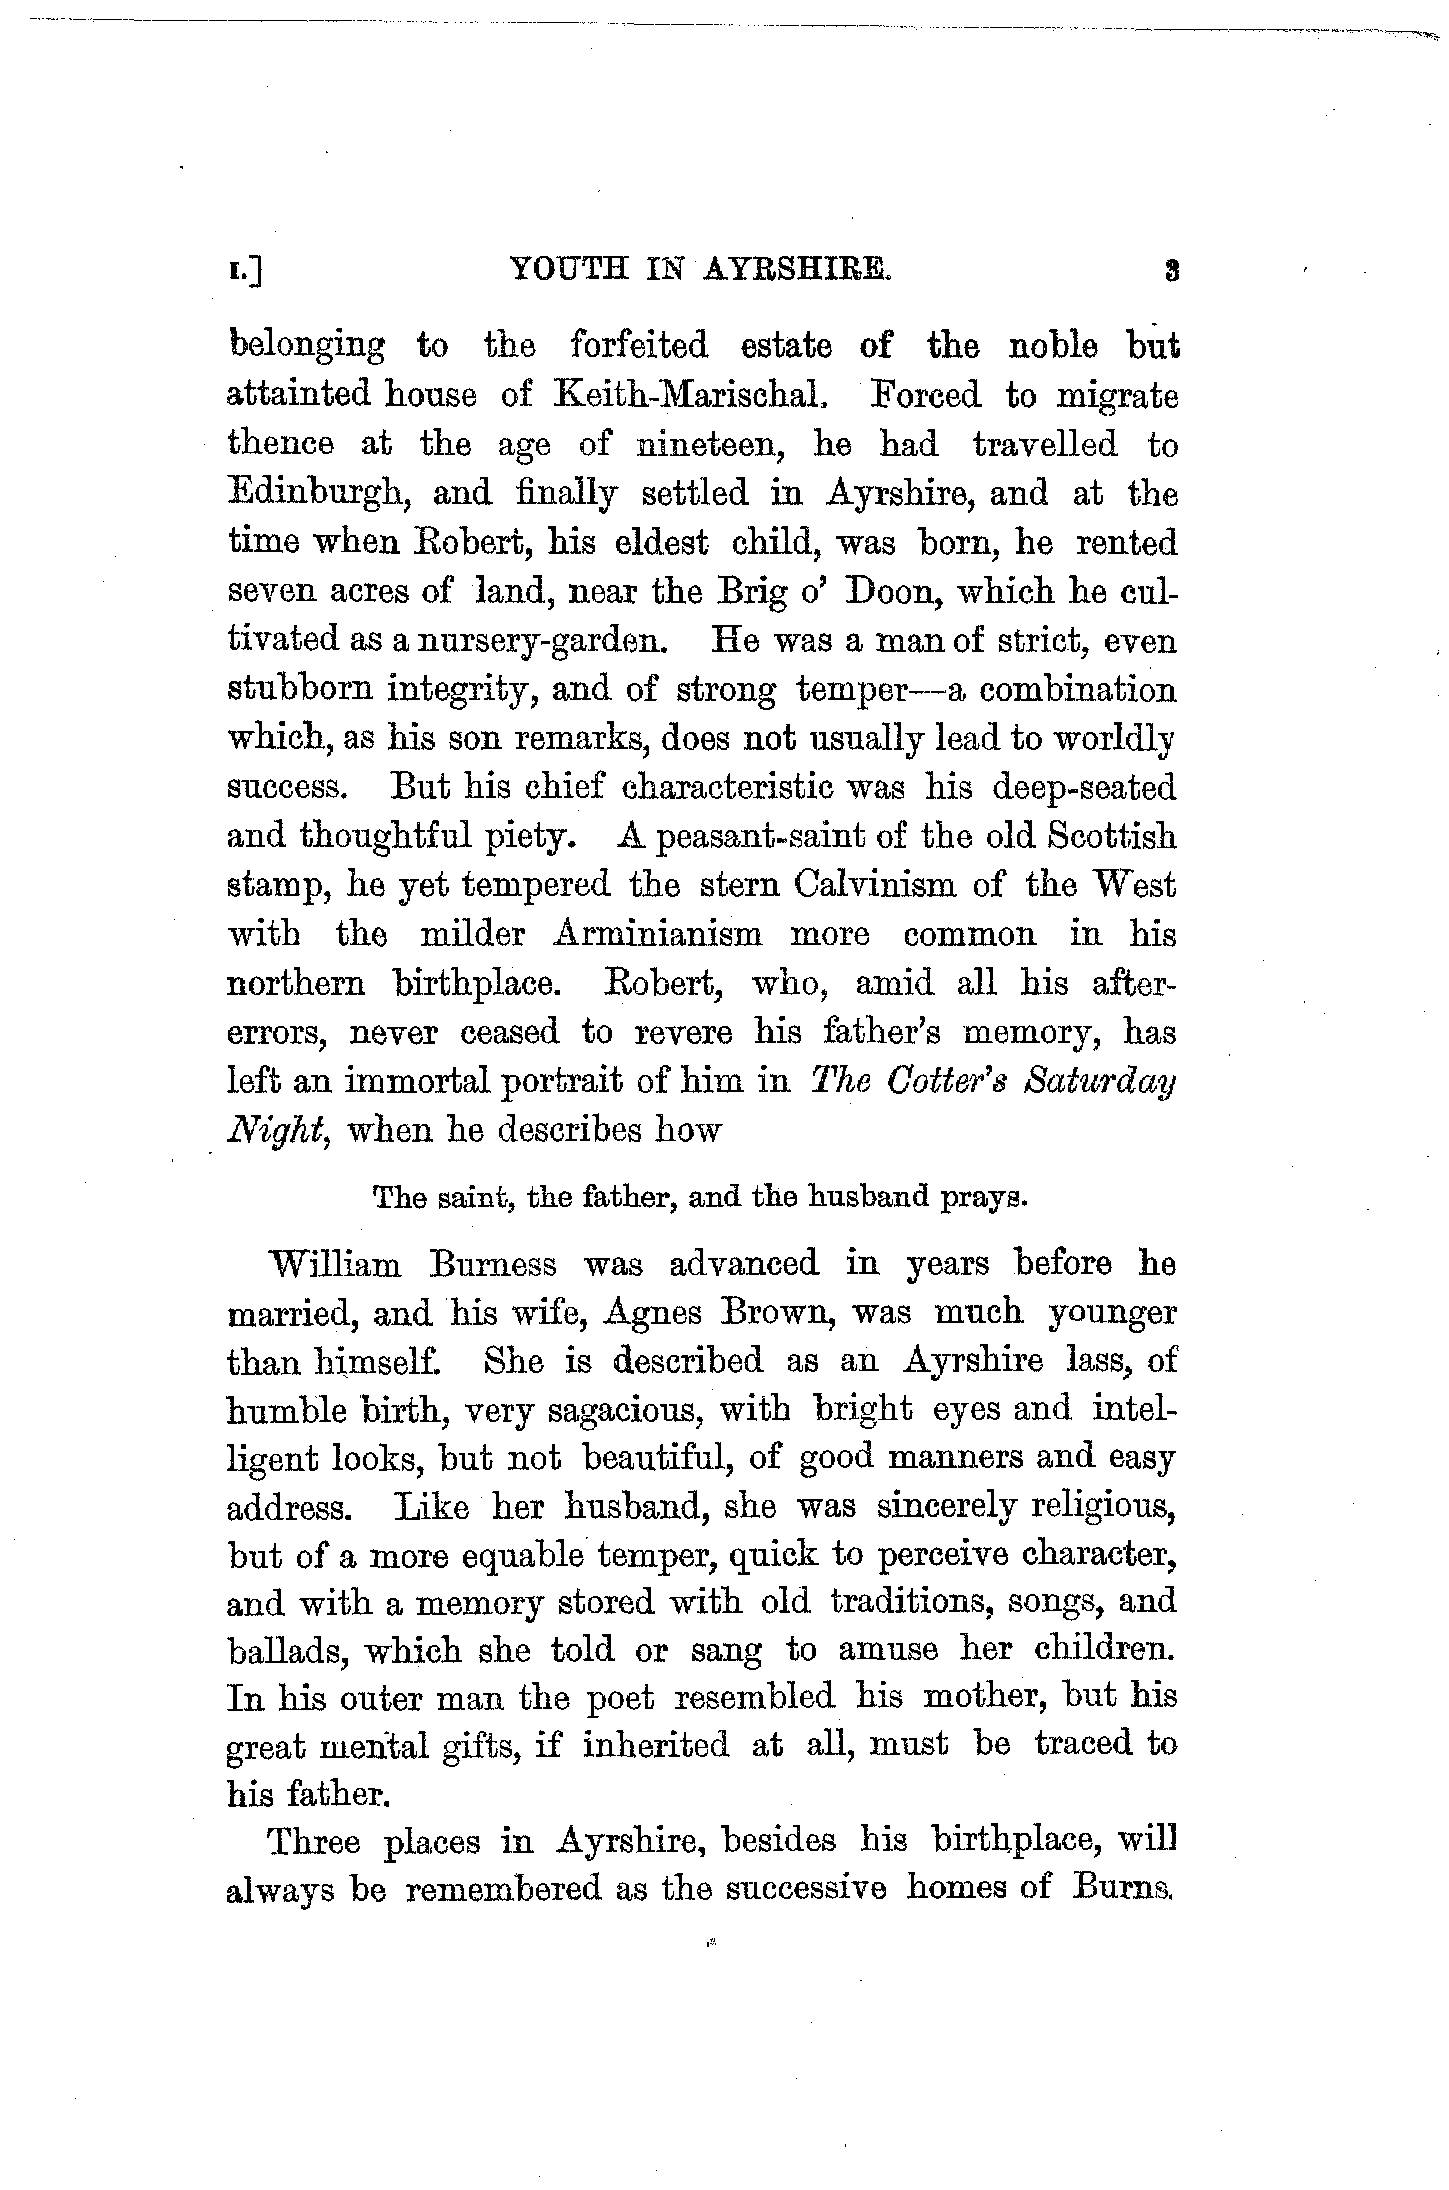 I.] YOUTH IN AYRSHIRE. 3
belonging to the forfeited estate of the noble but
attainted house of Keith-Marischal. Forced to migrate
thence at the age of nineteen, he had travelled to
Edinburgh, and finally settled in Ayrshire, and at the
time when Robert, his eldest child, was born, he rented
seven acres of land, near the Brig o' Doon, which he cul-
tivated as a nursery-garden. He was a man of strict, even
stubborn integrity, and of strong temper—a combination
which, as his son remarks, does not usually lead to worldly
success. But his chief characteristic was his deep-seated
and thoughtful piety. A peasant-saint of the old Scottish
stamp, he yet tempered the stern Calvinism of the West
with the milder Arminianism more common in his
northern birthplace. Robert, who, amid all his after-
errors, never ceased to revere his father's memory, has
left an immortal portrait of him in The Cotter's Saturday
Night, when he describes how
The saint, the father, and the husband prays.
William Burness was advanced in years before he
married, and his wife, Agnes Brown, was much younger
than himself. She is described as an Ayrshire lass, of
humble birth, very sagacious, with bright eyes and intel-
ligent looks, but not beautiful, of good manners and easy
address. Like her husband, she was sincerely religious,
but of a more equable temper, quick to perceive character,
and with a memory stored with old traditions, songs, and
ballads, which she told or sang to amuse her children.
In his outer man the poet resembled his mother, but his
great mental gifts, if inherited at all, must be traced to
his father.
Three places in Ayrshire, besides his birthplace, will
always be remembered as the successive homes of Burns.